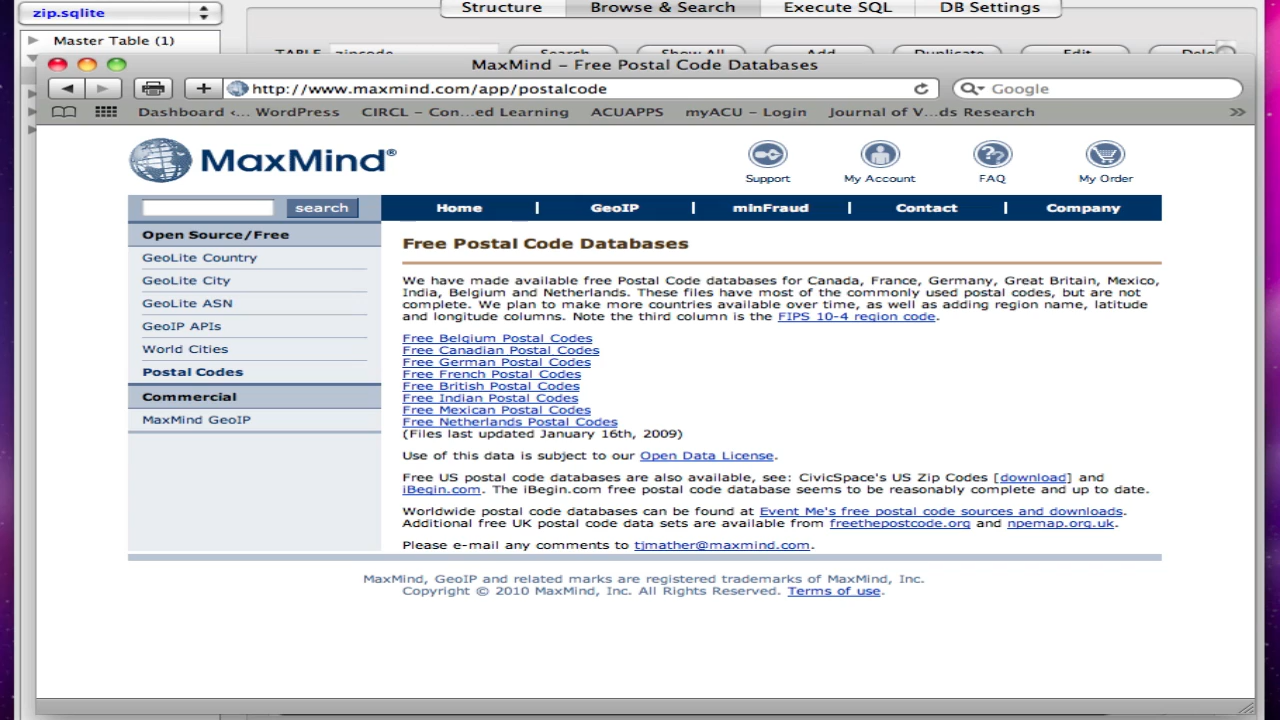 zip.sqlite
Structure
Browse & Search
Execute SQL
DB Settings
Master Table (1)
TABLE zipcode
Search
Show All
Add
Duplicate
Edit
MaxMind – Free Postal Code Databases
http://www.maxmind.com/app/postalcode
Google
Dashboard ‹... WordPress
CIRCL – Con...ed Learning
ACUAPPS
myACU – Login
Journal of V...ds Research
MaxMind®
Support
My Account
FAQ
My Order
search
Home
GeoIP
minFraud
Contact
Company
Open Source/Free
GeoLite Country
GeoLite City
GeoLite ASN
GeoIP APIs
World Cities
Postal Codes
Commercial
MaxMind GeoIP
Free Postal Code Databases
We have made available free Postal Code databases for Canada, France, Germany, Great Britain, Mexico,
India, Belgium and Netherlands. These files have most of the commonly used postal codes, but are not
complete. We plan to make more countries available over time, as well as adding region name, latitude
and longitude columns. Note the third column is the FIPS 10-4 region code.
Free Belgium Postal Codes
Free Canadian Postal Codes
Free German Postal Codes
Free French Postal Codes
Free British Postal Codes
Free Indian Postal Codes
Free Mexican Postal Codes
Free Netherlands Postal Codes
(Files last updated January 16th, 2009)
Use of this data is subject to our Open Data License.
Free US postal code databases are also available, see: CivicSpace's US Zip Codes [download] and
iBegin.com. The iBegin.com free postal code database seems to be reasonably complete and up to date.
Worldwide postal code databases can be found at Event Me's free postal code sources and downloads.
Additional free UK postal code data sets are available from freethepostcode.org and npemap.org.uk.
Please e-mail any comments to tjmather@maxmind.com.
MaxMind, GeoIP and related marks are registered trademarks of MaxMind, Inc.
Copyright © 2010 MaxMind, Inc. All Rights Reserved. Terms of use.